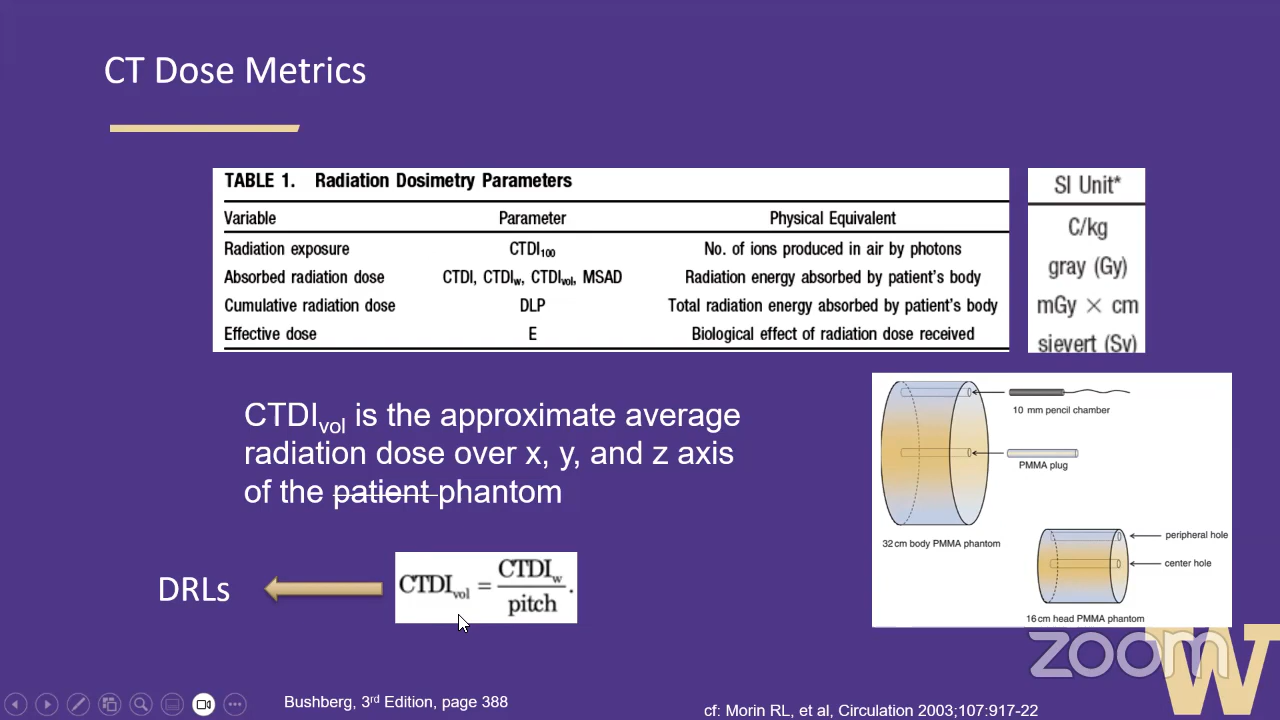 CT Dose Metrics
TABLE 1. Radiation Dosimetry Parameters
Variable Parameter Physical Equivalent SI Unit*
Radiation exposure CTDI100 No. of ions produced in air by photons C/kg
Absorbed radiation dose CTDI, CTDIw, CTDIvol, MSAD Radiation energy absorbed by patient's body gray (Gy)
Cumulative radiation dose DLP Total radiation energy absorbed by patient's body mGy × cm
Effective dose E Biological effect of radiation dose received sievert (Sv)
CTDIvol is the approximate average
radiation dose over x, y, and z axis
of the patient phantom
10 mm pencil chamber
PMMA plug
32 cm body PMMA phantom
peripheral hole
center hole
16 cm head PMMA phantom
DRLs
CTDIvol = CTDIw
pitch .
zoom
W
Bushberg, 3rd Edition, page 388
cf: Morin RL, et al, Circulation 2003;107:917-22